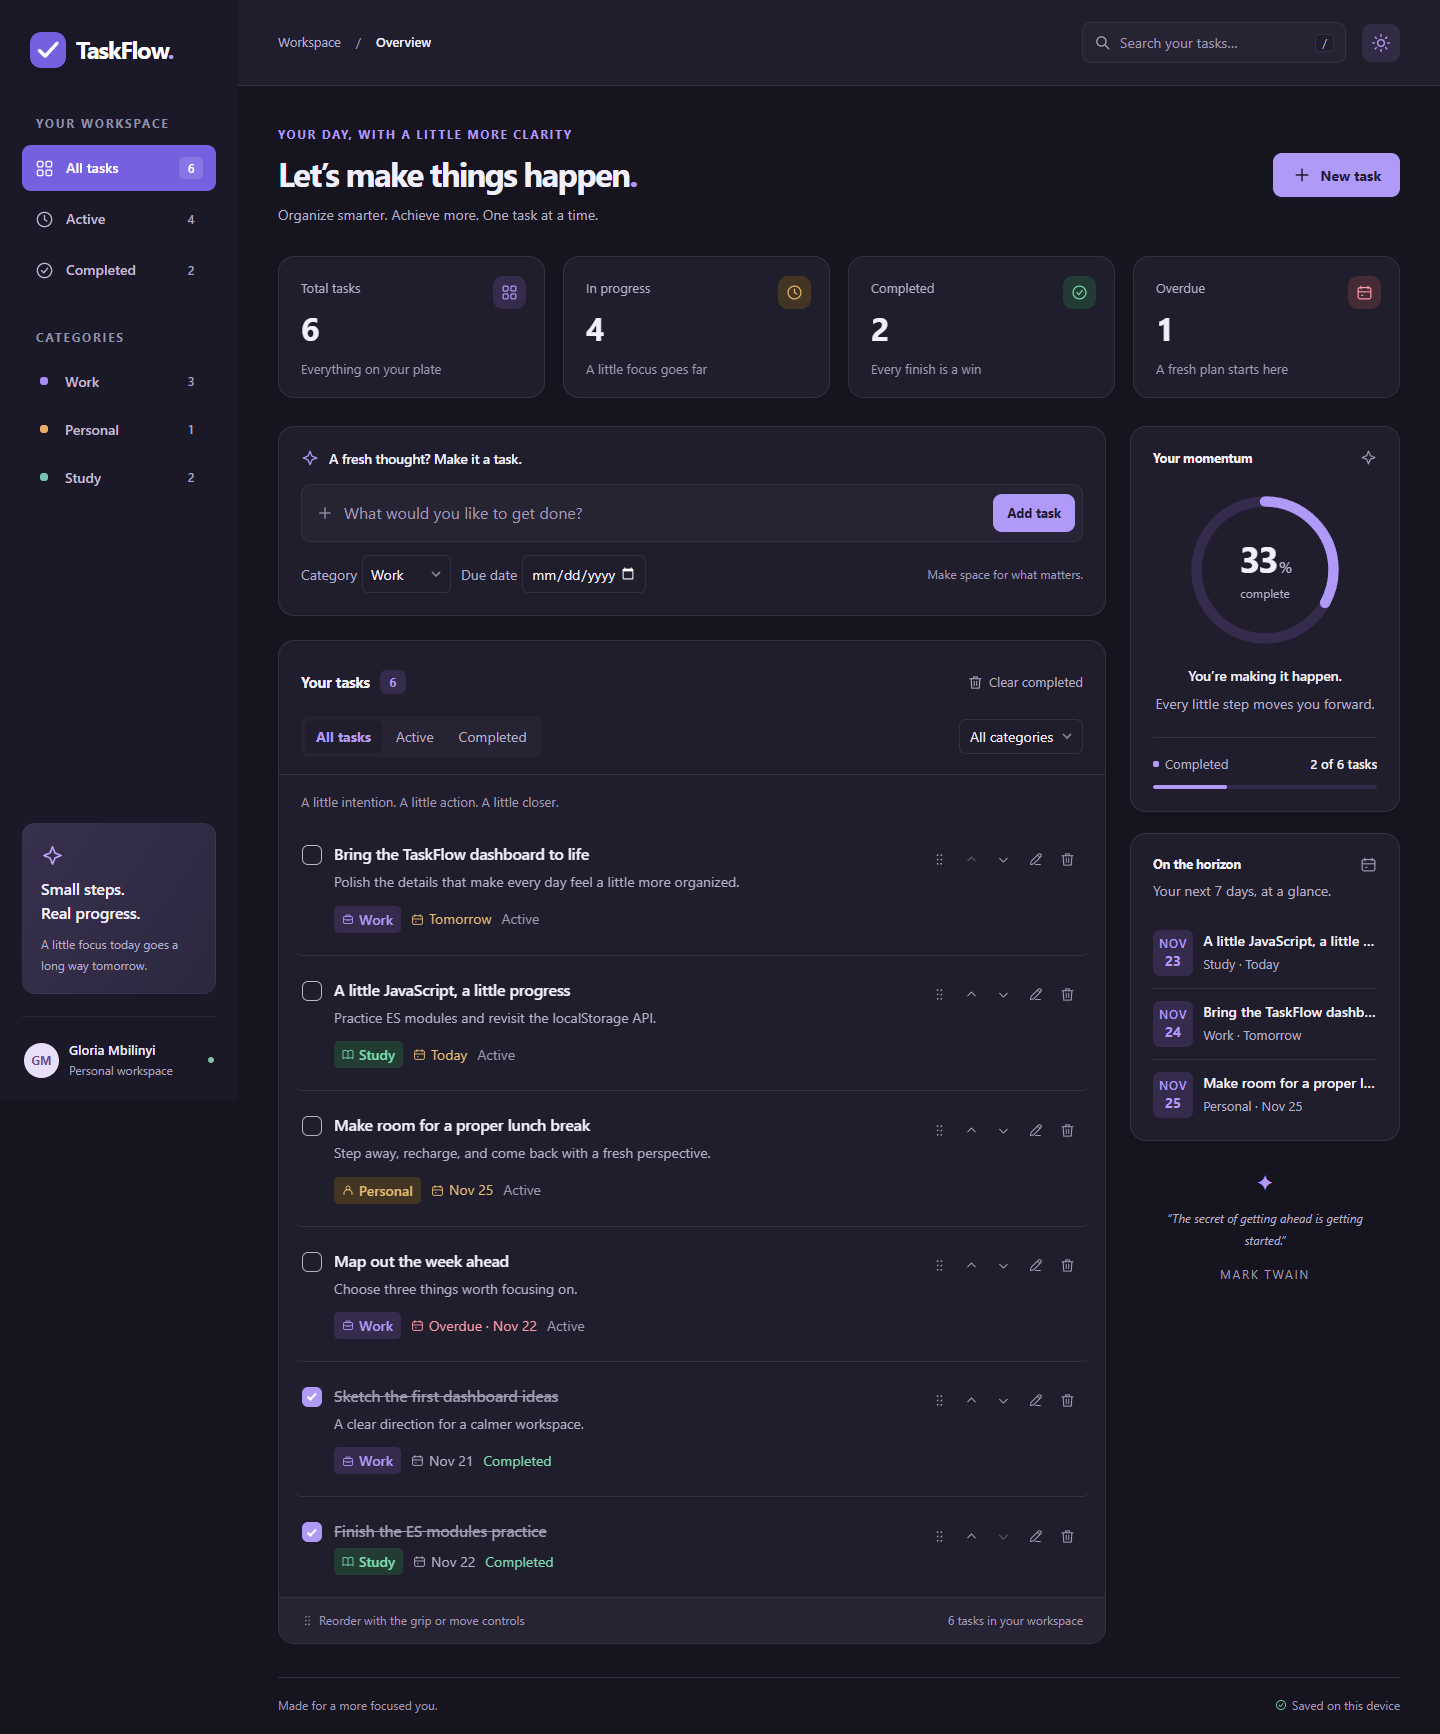 TaskFlow.
YOUR WORKSPACE
All tasks 6
Active 4
Completed 2
CATEGORIES
Work 3
Personal 1
Study 2
Small steps.
Real progress.
A little focus today goes a
long way tomorrow.
GM
Gloria Mbilinyi
Personal workspace
Workspace / Overview
Search your tasks... /
YOUR DAY, WITH A LITTLE MORE CLARITY
Let's make things happen.
Organize smarter. Achieve more. One task at a time.
New task
Total tasks
6
Everything on your plate
In progress
4
A little focus goes far
Completed
2
Every finish is a win
Overdue
1
A fresh plan starts here
A fresh thought? Make it a task.
What would you like to get done?
Add task
Category Work Due date mm/dd/yyyy
Make space for what matters.
Your tasks 6
Clear completed
All tasks Active Completed
All categories
A little intention. A little action. A little closer.
Bring the TaskFlow dashboard to life
Polish the details that make every day feel a little more organized.
Work Tomorrow Active
A little JavaScript, a little progress
Practice ES modules and revisit the localStorage API.
Study Today Active
Make room for a proper lunch break
Step away, recharge, and come back with a fresh perspective.
Personal Nov 25 Active
Map out the week ahead
Choose three things worth focusing on.
Work Overdue · Nov 22 Active
Sketch the first dashboard ideas
A clear direction for a calmer workspace.
Work Nov 21 Completed
Finish the ES modules practice
Study Nov 22 Completed
Reorder with the grip or move controls
6 tasks in your workspace
Your momentum
33%
complete
You're making it happen.
Every little step moves you forward.
Completed 2 of 6 tasks
On the horizon
Your next 7 days, at a glance.
NOV
23
A little JavaScript, a little ...
Study · Today
NOV
24
Bring the TaskFlow dashb...
Work · Tomorrow
NOV
25
Make room for a proper l...
Personal · Nov 25
“The secret of getting ahead is getting
started.”
MARK TWAIN
Made for a more focused you.
Saved on this device